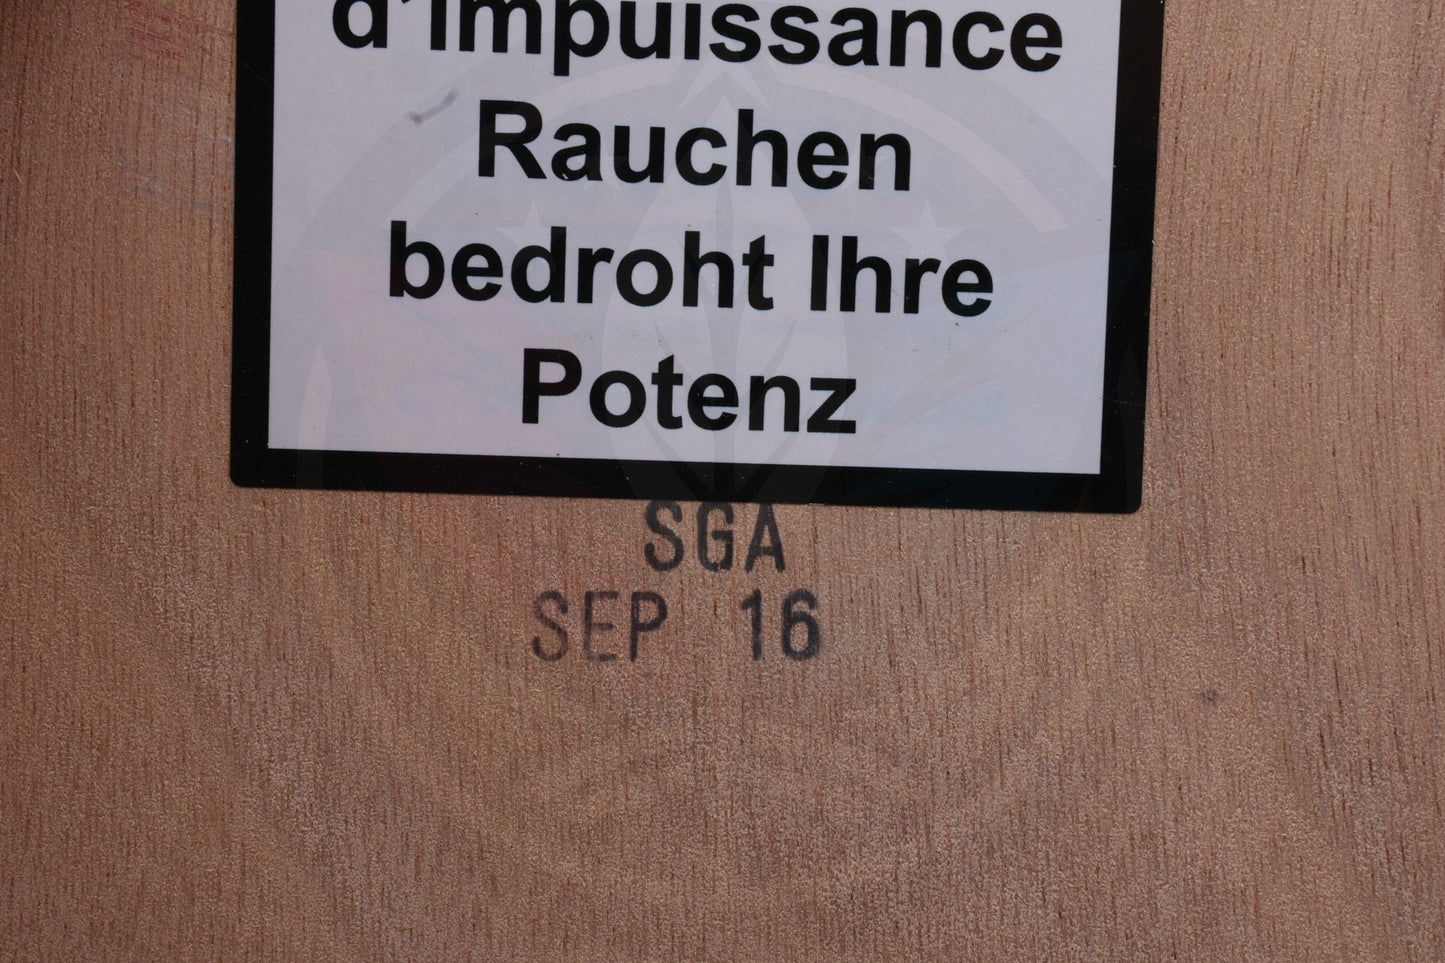 d'impuissance
Rauchen
bedroht Ihre
Potenz
SGA
SEP 16